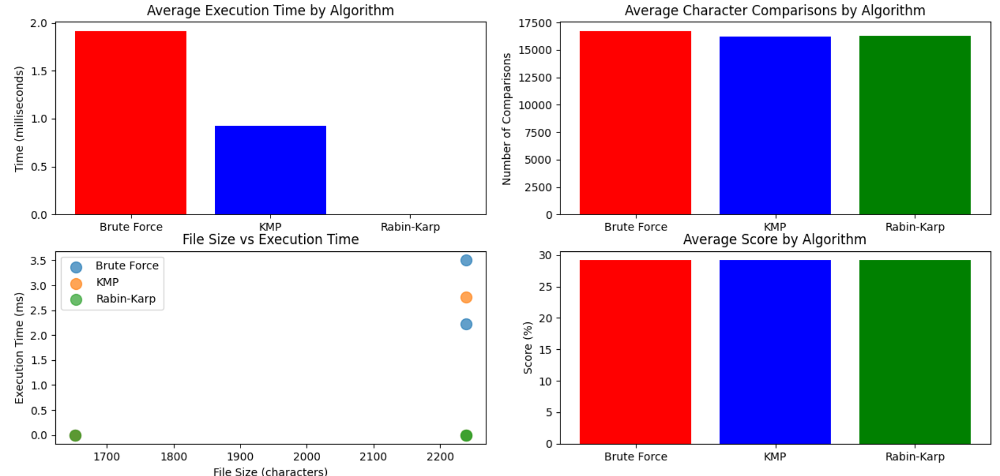 Average Execution Time by Algorithm
2.0
1.5
1.0
0.5
0.0
Time (milliseconds)
Brute Force KMP Rabin-Karp
Average Character Comparisons by Algorithm
17500
15000
12500
10000
7500
5000
2500
0
Number of Comparisons
Brute Force KMP Rabin-Karp
File Size vs Execution Time
Brute Force
KMP
Rabin-Karp
3.5
3.0
2.5
2.0
1.5
1.0
0.5
0.0
Execution Time (ms)
1700 1800 1900 2000 2100 2200
File Size (characters)
Average Score by Algorithm
30
25
20
15
10
5
0
Score (%)
Brute Force KMP Rabin-Karp